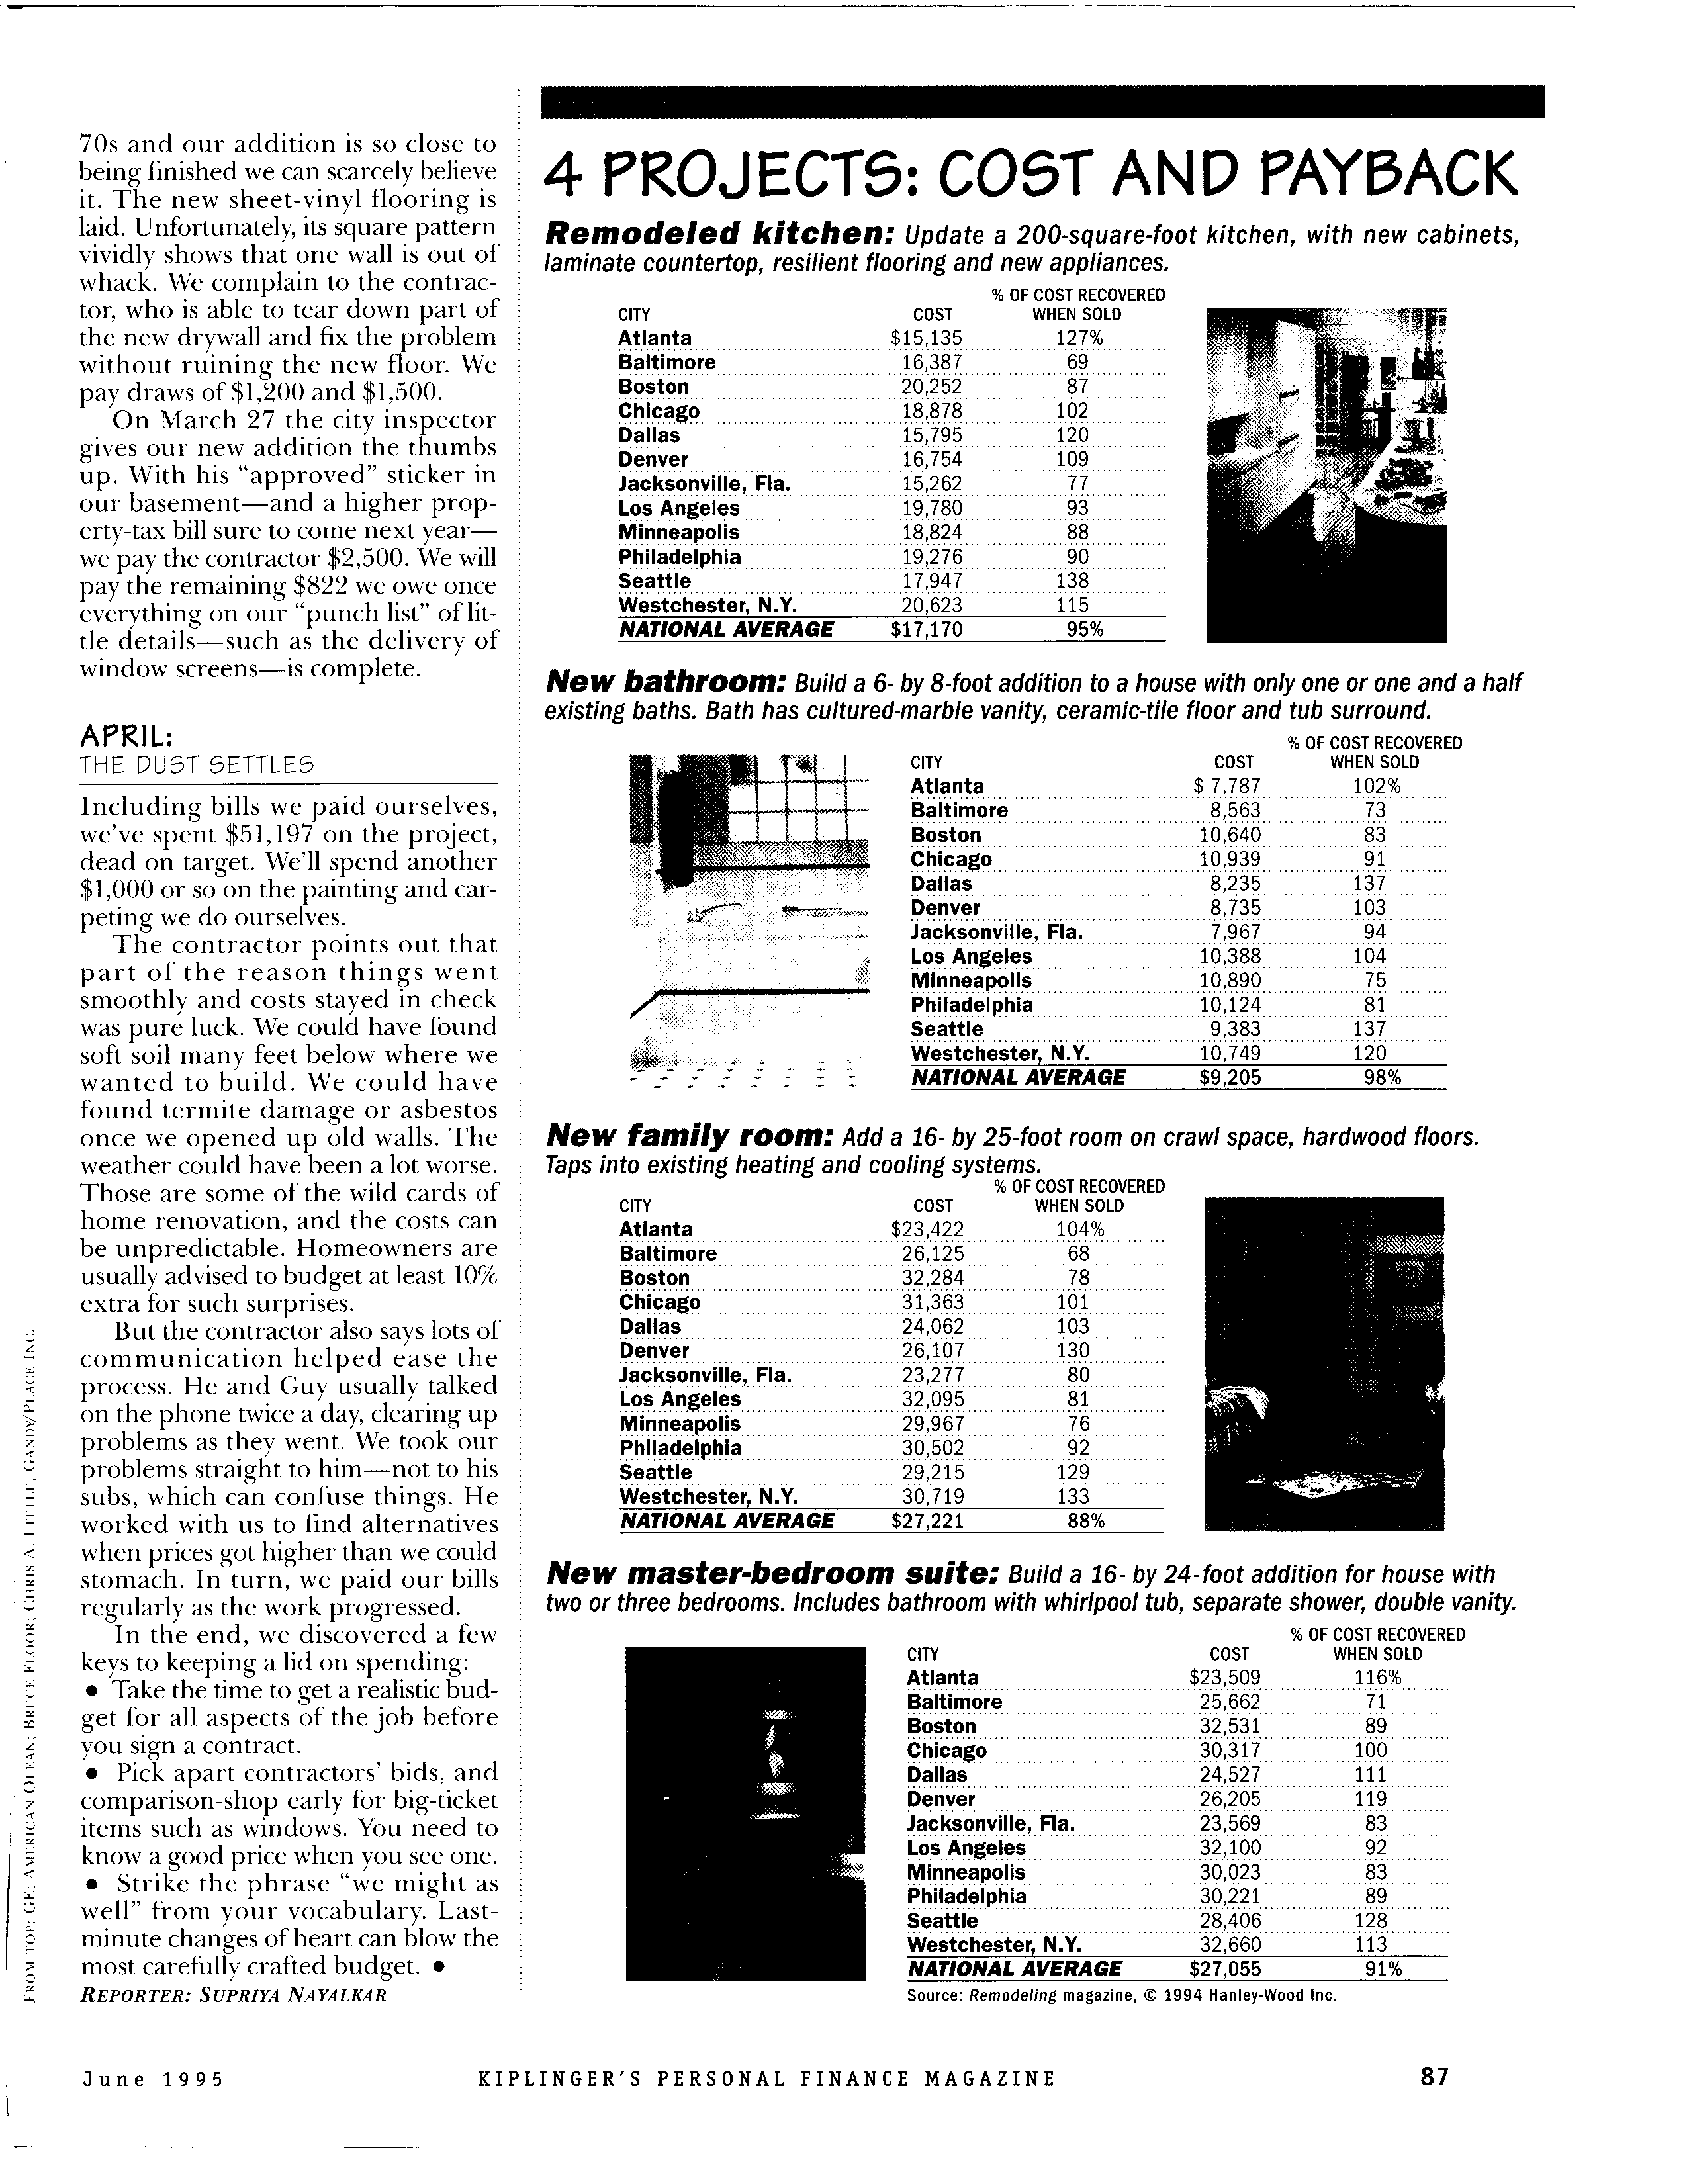 70s and our addition is so close to
being finished we can scarcely believe
it. The new sheet-vinyl flooring is
laid. Unfortunately, its square pattern
vividly shows that one wall is out of
whack. We complain to the contrac-
tor, who is able to tear down part of
the new drywall and fix the problem
without ruining the new floor. We
pay draws of $1,200 and $1,500.
On March 27 the city inspector
gives our new addition the thumbs
up. With his “approved” sticker in
our basement—and a higher prop-
erty-tax bill sure to come next year—
we pay the contractor $2,500. We will
pay the remaining $822 we owe once
everything on our “punch list” of lit-
tle details—such as the delivery of
window screens—is complete.
APRIL:
THE DUST SETTLES
Including bills we paid ourselves,
we've spent $51,197 on the project,
dead on target. We'll spend another
$1,000 or so on the painting and car-
peting we do ourselves.
The contractor points out that
part of the reason things went
smoothly and costs stayed in check
was pure luck. We could have found
soft soil many feet below where we
wanted to build. We could have
found termite damage or asbestos
once we opened up old walls. The
weather could have been a lot worse.
Those are some of the wild cards of
home renovation, and the costs can
be unpredictable. Homeowners are
usually advised to budget at least 10%
extra for such surprises.
But the contractor also says lots of
communication helped ease the
process. He and Guy usually talked
on the phone twice a day, clearing up
problems as they went. We took our
problems straight to him—not to his
subs, which can confuse things. He
worked with us to find alternatives
when prices got higher than we could
stomach. In turn, we paid our bills
regularly as the work progressed.
In the end, we discovered a few
keys to keeping a lid on spending:
● Take the time to get a realistic bud-
get for all aspects of the job before
you sign a contract.
● Pick apart contractors' bids, and
comparison-shop early for big-ticket
items such as windows. You need to
know a good price when you see one.
● Strike the phrase “we might as
well” from your vocabulary. Last-
minute changes of heart can blow the
most carefully crafted budget. ●
REPORTER: SUPRIYA NAYALKAR
FROM TOP: GE; AMERICAN OLEAN; BRUCE FLOOR; CHRIS A. LITTLE, GANDY/PEACE INC.
4 PROJECTS: COST AND PAYBACK
Remodeled kitchen: Update a 200-square-foot kitchen, with new cabinets,
laminate countertop, resilient flooring and new appliances.
% OF COST RECOVERED
CITY COST WHEN SOLD
Atlanta $15,135 127%
Baltimore 16,387 69
Boston 20,252 87
Chicago 18,878 102
Dallas 15,795 120
Denver 16,754 109
Jacksonville, Fla. 15,262 77
Los Angeles 19,780 93
Minneapolis 18,824 88
Philadelphia 19,276 90
Seattle 17,947 138
Westchester, N.Y. 20,623 115
NATIONAL AVERAGE $17,170 95%
New bathroom: Build a 6- by 8-foot addition to a house with only one or one and a half
existing baths. Bath has cultured-marble vanity, ceramic-tile floor and tub surround.
% OF COST RECOVERED
CITY COST WHEN SOLD
Atlanta $ 7,787 102%
Baltimore 8,563 73
Boston 10,640 83
Chicago 10,939 91
Dallas 8,235 137
Denver 8,735 103
Jacksonville, Fla. 7,967 94
Los Angeles 10,388 104
Minneapolis 10,890 75
Philadelphia 10,124 81
Seattle 9,383 137
Westchester, N.Y. 10,749 120
NATIONAL AVERAGE $9,205 98%
New family room: Add a 16- by 25-foot room on crawl space, hardwood floors.
Taps into existing heating and cooling systems.
% OF COST RECOVERED
CITY COST WHEN SOLD
Atlanta $23,422 104%
Baltimore 26,125 68
Boston 32,284 78
Chicago 31,363 101
Dallas 24,062 103
Denver 26,107 130
Jacksonville, Fla. 23,277 80
Los Angeles 32,095 81
Minneapolis 29,967 76
Philadelphia 30,502 92
Seattle 29,215 129
Westchester, N.Y. 30,719 133
NATIONAL AVERAGE $27,221 88%
New master-bedroom suite: Build a 16- by 24-foot addition for house with
two or three bedrooms. Includes bathroom with whirlpool tub, separate shower, double vanity.
% OF COST RECOVERED
CITY COST WHEN SOLD
Atlanta $23,509 116%
Baltimore 25,662 71
Boston 32,531 89
Chicago 30,317 100
Dallas 24,527 111
Denver 26,205 119
Jacksonville, Fla. 23,569 83
Los Angeles 32,100 92
Minneapolis 30,023 83
Philadelphia 30,221 89
Seattle 28,406 128
Westchester, N.Y. 32,660 113
NATIONAL AVERAGE $27,055 91%
Source: Remodeling magazine, © 1994 Hanley-Wood Inc.
June 1995 KIPLINGER'S PERSONAL FINANCE MAGAZINE 87